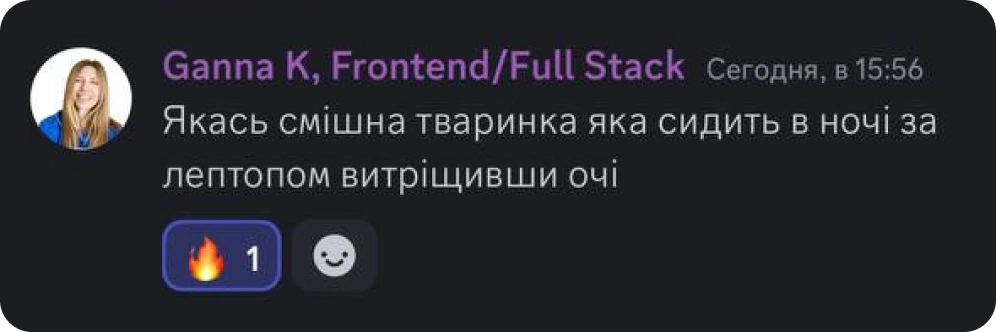 Ganna K, Frontend/Full Stack Сегодня, в 15:56
Якась смішна тваринка яка сидить в ночі за
лептопом витріщивши очі
1